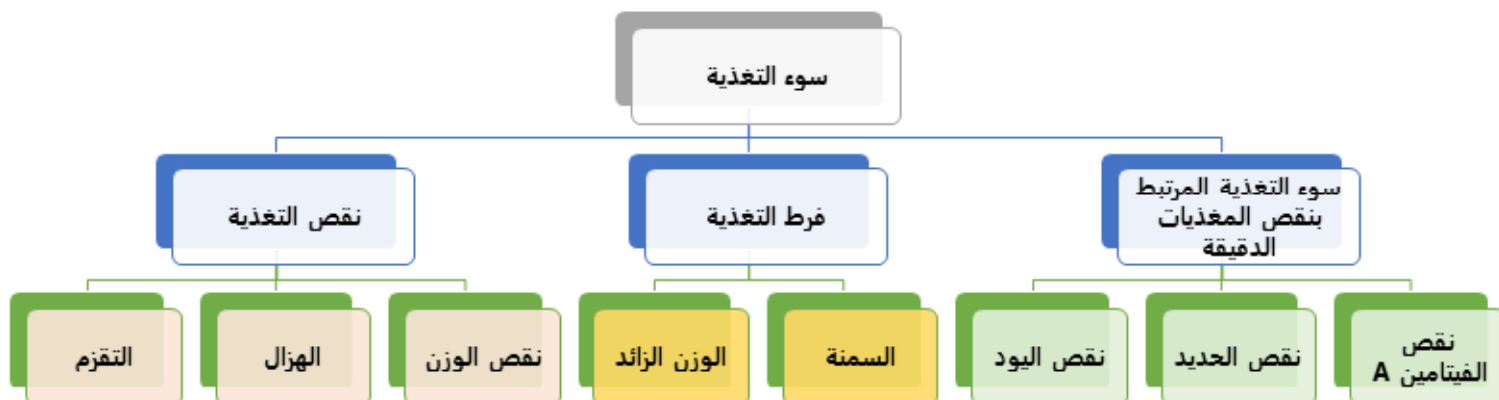 سوء التغذية
سوء التغذية المرتبط
بنقص المغذيات
الدقيقة
فرط التغذية
نقص التغذية
نقص
الفيتامين A
نقص الحديد
نقص اليود
السمنة
الوزن الزائد
نقص الوزن
الهزال
التقزم